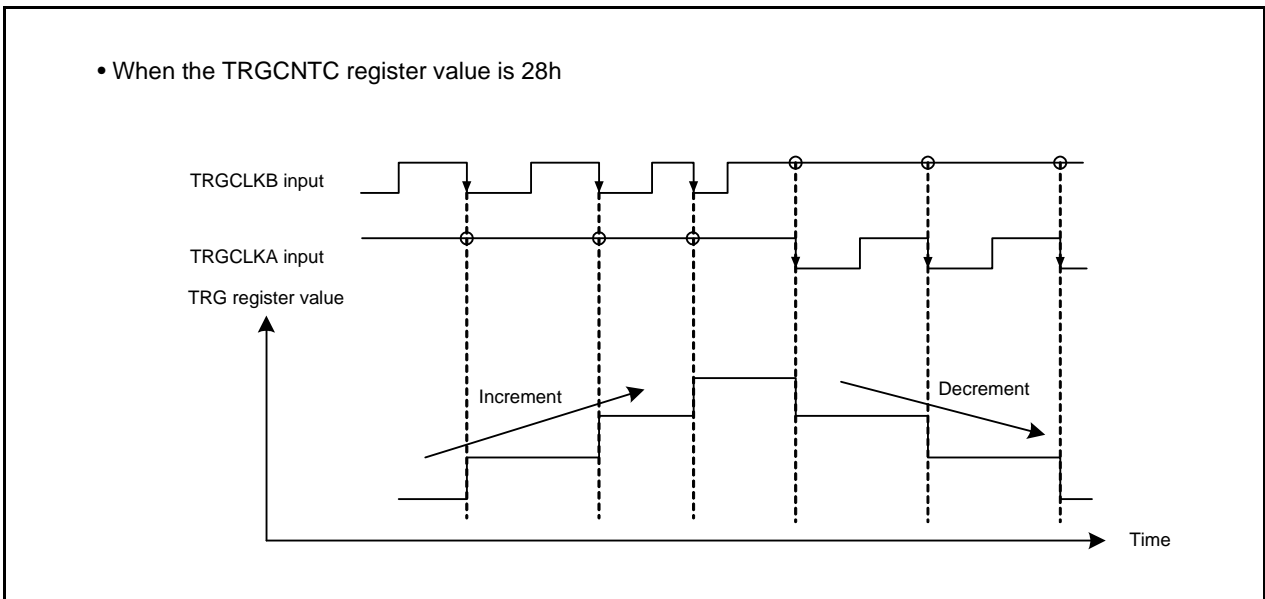 • When the TRGCNTC register value is 28h
TRGCLKB input
TRGCLKA input
TRG register value
Increment
Decrement
Time